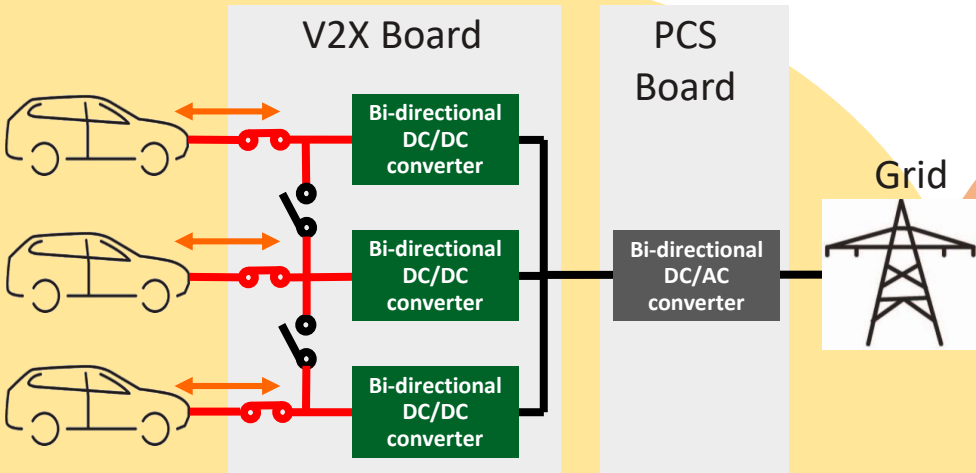 V2X Board
PCS
Board
Bi-directional
DC/DC
converter
Grid
Bi-directional
DC/DC
converter
Bi-directional
DC/AC
converter
Bi-directional
DC/DC
converter